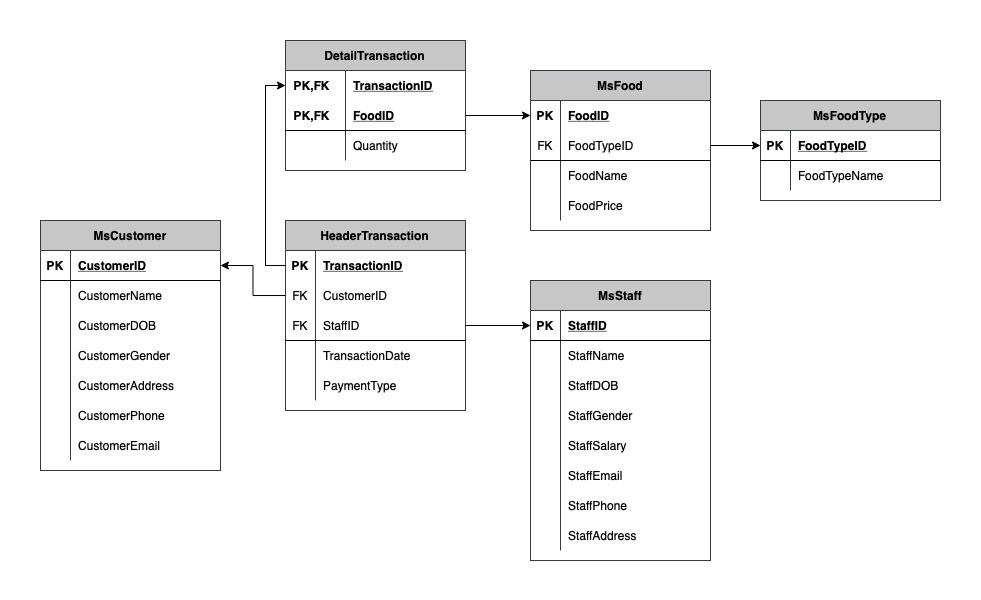 DetailTransaction
PK,FK TransactionID
PK,FK FoodID
Quantity
MsFood
PK FoodID
FK FoodTypeID
FoodName
FoodPrice
MsFoodType
PK FoodTypeID
FoodTypeName
MsCustomer
PK CustomerID
CustomerName
CustomerDOB
CustomerGender
CustomerAddress
CustomerPhone
CustomerEmail
HeaderTransaction
PK TransactionID
FK CustomerID
FK StaffID
TransactionDate
PaymentType
MsStaff
PK StaffID
StaffName
StaffDOB
StaffGender
StaffSalary
StaffEmail
StaffPhone
StaffAddress